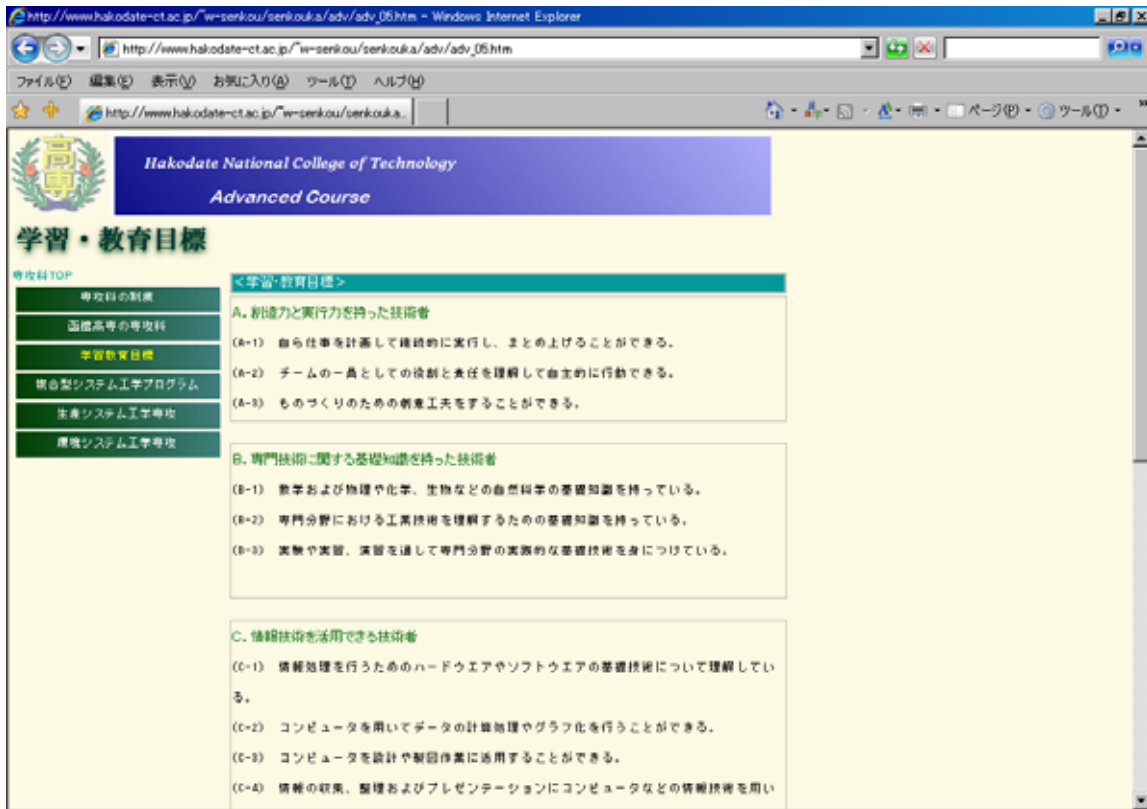 http://www.hakodate-ct.ac.jp/~w-senkou/senkouka/adv/adv_05.htm - Windows Internet Explorer
http://www.hakodate-ct.ac.jp/~w-senkou/senkouka/adv/adv_05.htm
ファイル(F) 編集(E) 表示(V) お気に入り(A) ツール(T) ヘルプ(H)
http://www.hakodate-ct.ac.jp/~w-senkou/senkouka...
ページ(P) ツール(O)
高専
Hakodate National College of Technology
Advanced Course
学習・教育目標
専攻科TOP
専攻科の制度
函館高専の専攻科
学習教育目標
複合型システム工学プログラム
生産システム工学専攻
環境システム工学専攻
<学習・教育目標>
A. 創造力と実行力を持った技術者
(A-1) 自ら仕事を計画して継続的に実行し、まとめ上げることができる。
(A-2) チームの一員としての役割と責任を理解して自主的に行動できる。
(A-3) ものづくりのための創意工夫をすることができる。
B. 専門技術に関する基礎知識を持った技術者
(B-1) 数学および物理や化学、生物などの自然科学の基礎知識を持っている。
(B-2) 専門分野における工業技術を理解するための基礎知識を持っている。
(B-3) 実験や実習、演習を通して専門分野の実践的な基礎技術を身につけている。
C. 情報技術を活用できる技術者
(C-1) 情報処理を行うためのハードウエアやソフトウエアの基礎技術について理解してい
る。
(C-2) コンピュータを用いてデータの計算処理やグラフ化を行うことができる。
(C-3) コンピュータを設計や製図作業に活用することができる。
(C-4) 情報の収集、整理およびプレゼンテーションにコンピュータなどの情報技術を用い